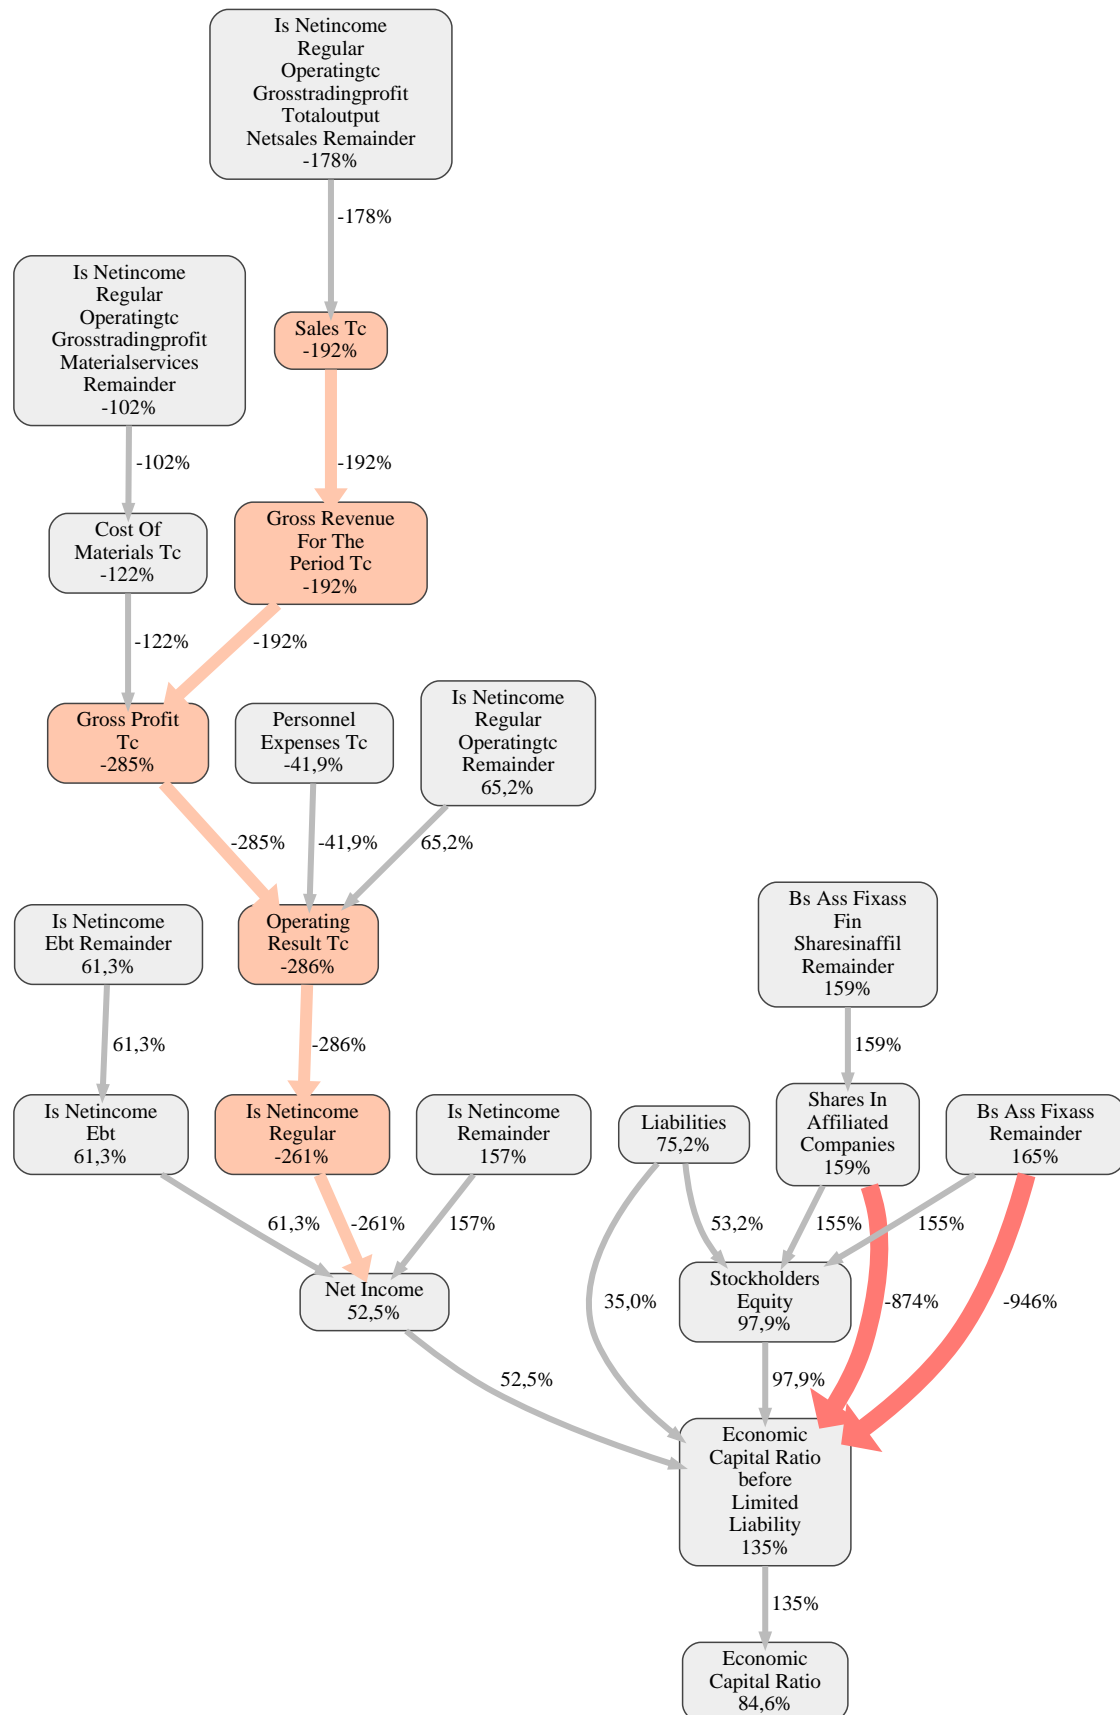 Is Netincome
Regular
Operatingtc
Grosstradingprofit
Totaloutput
Netsales Remainder
-178%
-178%
Is Netincome
Regular
Operatingtc
Grosstradingprofit
Materialservices
Remainder
-102%
Sales Tc
-192%
-102%
-192%
Cost Of
Materials Tc
-122%
Gross Revenue
For The
Period Tc
-192%
-122%
-192%
Gross Profit
Tc
-285%
Personnel
Expenses Tc
-41,9%
Is Netincome
Regular
Operatingtc
Remainder
65,2%
-285%
-41,9%
65,2%
Is Netincome
Ebt Remainder
61,3%
Operating
Result Tc
-286%
Bs Ass Fixass
Fin
Sharesinaffil
Remainder
159%
61,3%
-286%
159%
Is Netincome
Ebt
61,3%
Is Netincome
Regular
-261%
Is Netincome
Remainder
157%
Liabilities
75,2%
Shares In
Affiliated
Companies
159%
Bs Ass Fixass
Remainder
165%
61,3%
-261%
157%
53,2%
155%
155%
Net Income
52,5%
35,0%
Stockholders
Equity
97,9%
-874%
-946%
52,5%
97,9%
Economic
Capital Ratio
before
Limited
Liability
135%
135%
Economic
Capital Ratio
84,6%